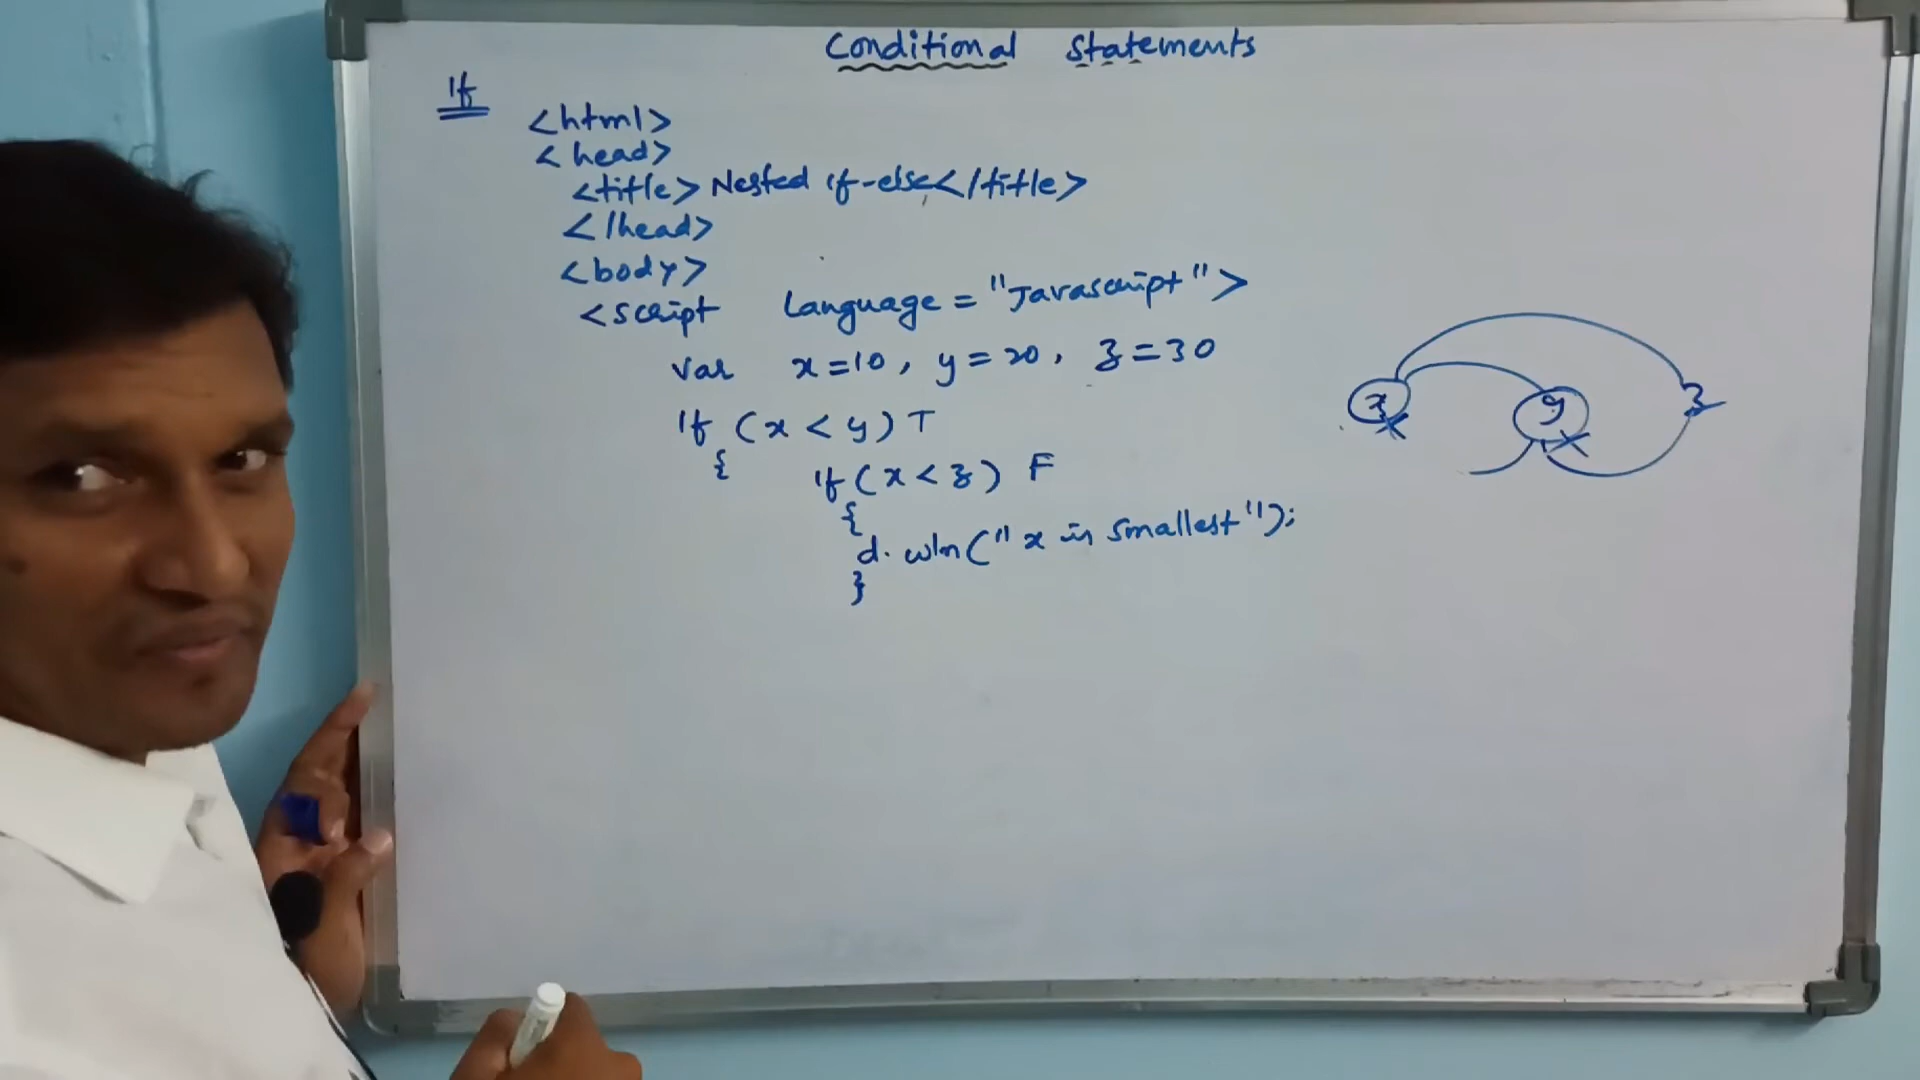 Conditional Statements
If
<html>
<head>
<title> Nested if-else</title>
</head>
<body>
<script language = "Javascript">
var x=10, y=20, z=30
If (x < y) T
{ if (x < z) F
{
d. wln("x is smallest");
}
x y z